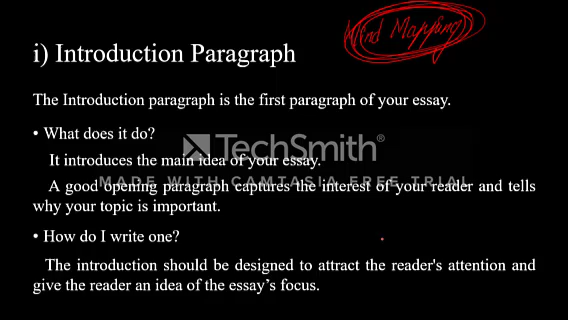 Mind Mapping
i) Introduction Paragraph
The Introduction paragraph is the first paragraph of your essay.
• What does it do?
TechSmith®
It introduces the main idea of your essay.
MADE WITH CAMTASIA FREE TRIAL
A good opening paragraph captures the interest of your reader and tells
why your topic is important.
• How do I write one?
The introduction should be designed to attract the reader's attention and
give the reader an idea of the essay’s focus.